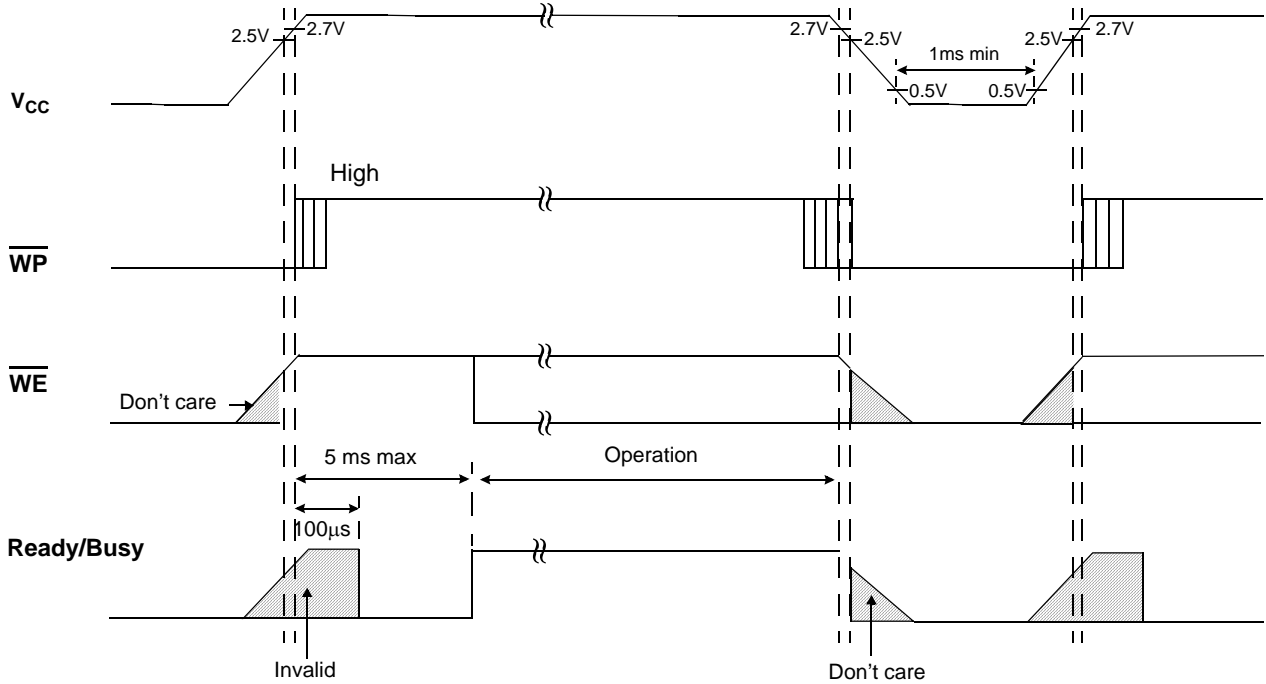 2.5V
2.7V
2.7V
2.5V
2.5V
2.7V
1ms min
0.5V
0.5V
VCC
High
WP
WE
Don't care
5 ms max
Operation
100μs
Ready/Busy
Invalid
Don't care